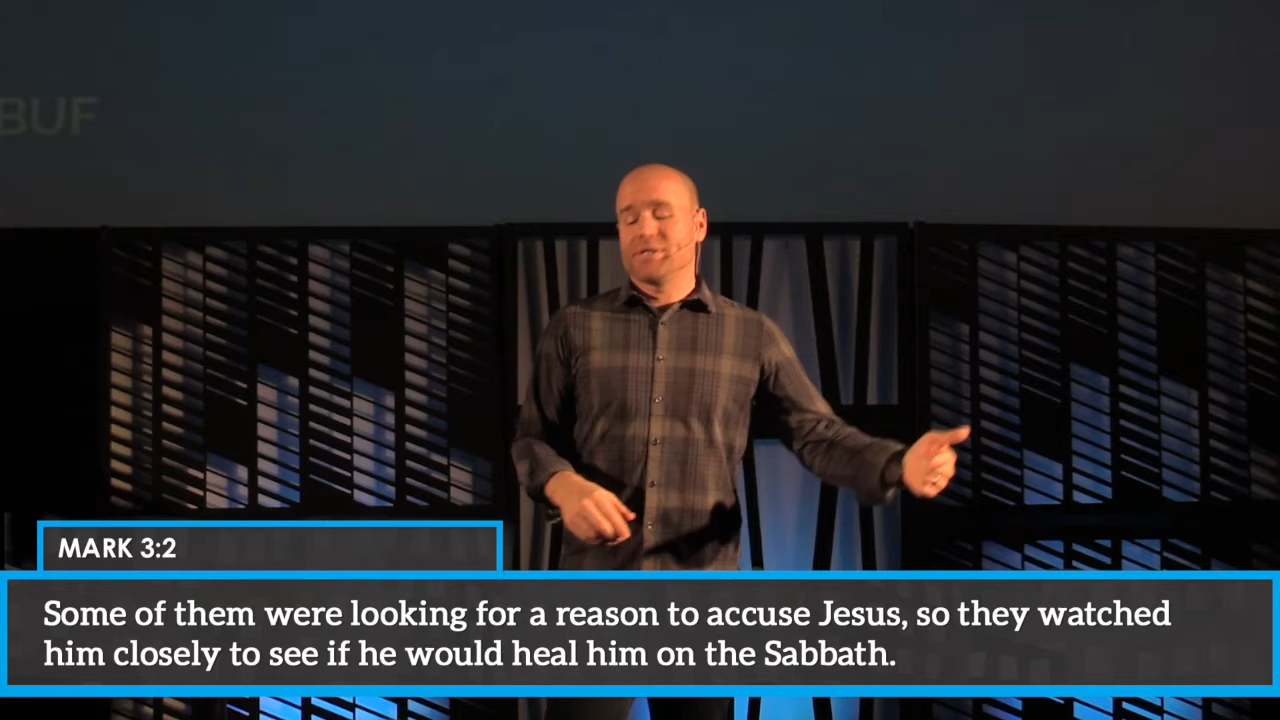 BUF
MARK 3:2
Some of them were looking for a reason to accuse Jesus, so they watched
him closely to see if he would heal him on the Sabbath.